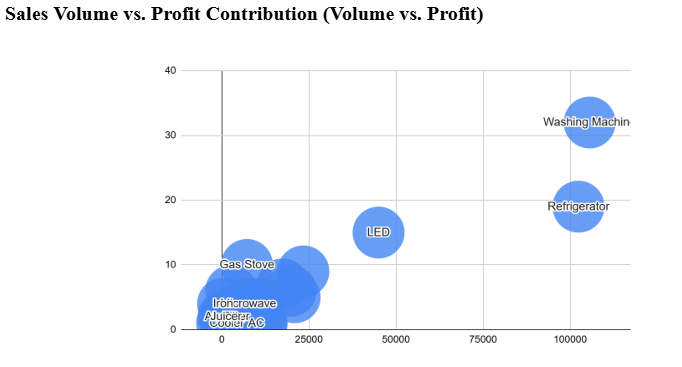 Sales Volume vs. Profit Contribution (Volume vs. Profit)
40
Washing Machin
30
20
Refrigerator
LED
10
Gas Stove
Cooler AC
0
0 25000 50000 75000 100000